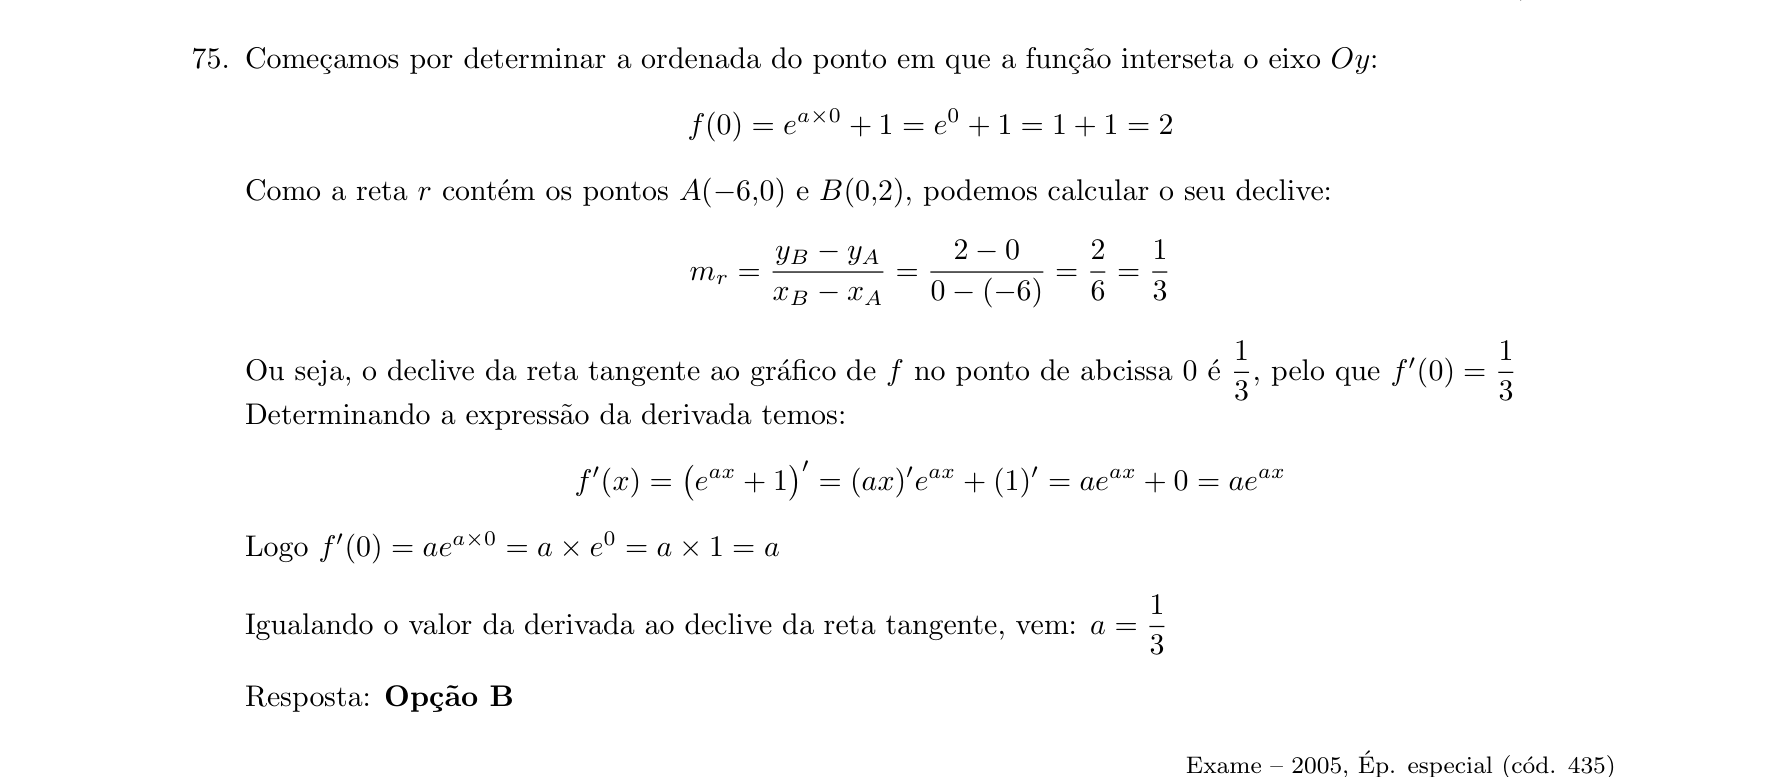 75. Começamos por determinar a ordenada do ponto em que a função interseta o eixo Oy:
f(0) = e^{a×0} + 1 = e^0 + 1 = 1 + 1 = 2
Como a reta r contém os pontos A(−6,0) e B(0,2), podemos calcular o seu declive:
m_r = \frac{y_B − y_A}{x_B − x_A} = \frac{2 − 0}{0 − (−6)} = \frac{2}{6} = \frac{1}{3}
Ou seja, o declive da reta tangente ao gráfico de f no ponto de abcissa 0 é \frac{1}{3}, pelo que f′(0) = \frac{1}{3}
Determinando a expressão da derivada temos:
f′(x) = (e^{ax} + 1)′ = (ax)′e^{ax} + (1)′ = ae^{ax} + 0 = ae^{ax}
Logo f′(0) = ae^{a×0} = a × e^0 = a × 1 = a
Igualando o valor da derivada ao declive da reta tangente, vem: a = \frac{1}{3}
Resposta: Opção B
Exame – 2005, Ép. especial (cód. 435)